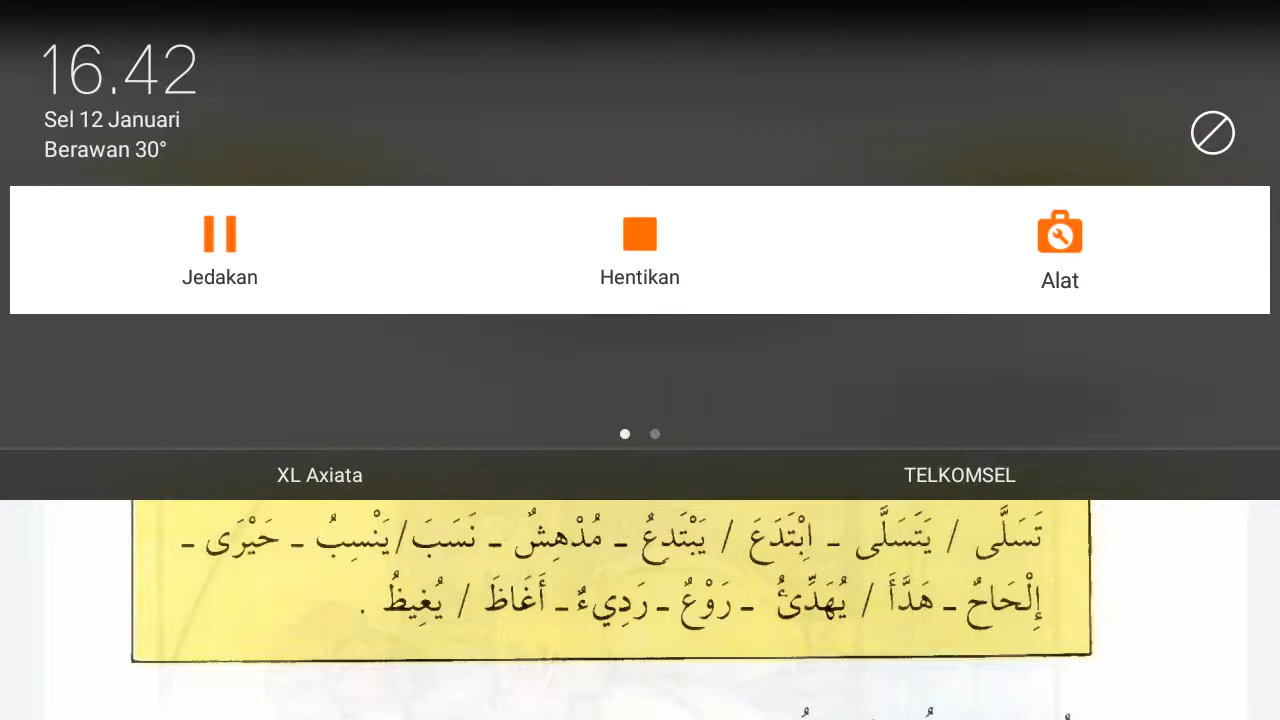 16.42
Sel 12 Januari
Berawan 30°
Jedakan
Hentikan
Alat
XL Axiata
TELKOMSEL
تَسَلَّى / يَتَسَلَّى ـ اِبْتَدَعَ / يَبْتَدِعُ ـ مُدْهِشٌ ـ نَسَبَ/يَنْسِبُ ـ حَيْرَى ـ
إِلْحَاحٌ ـ هَدَّأَ / يُهَدِّئُ ـ رَوْعٌ ـ رَدِيءٌ ـ أَغَاظَ / يُغِيظُ .